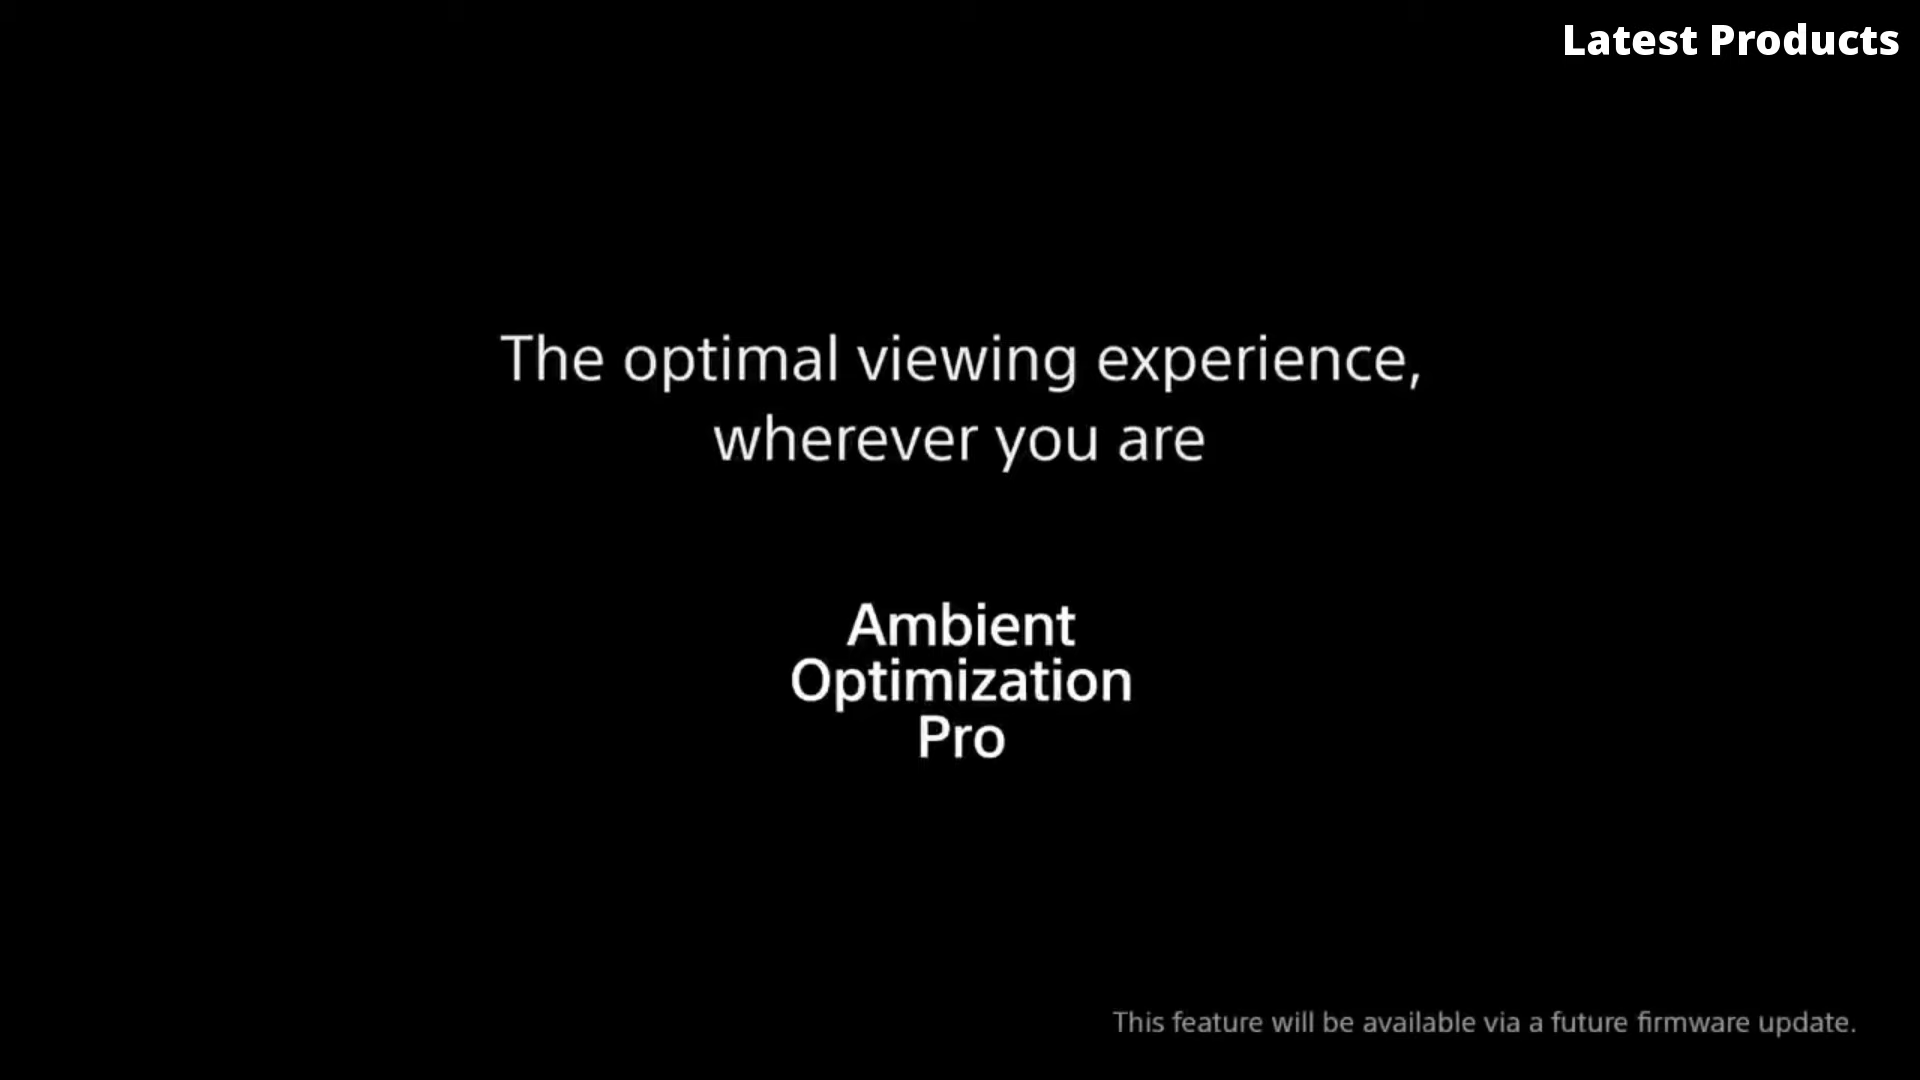 Latest Products
The optimal viewing experience,
wherever you are
Ambient
Optimization
Pro
This feature will be available via a future firmware update.